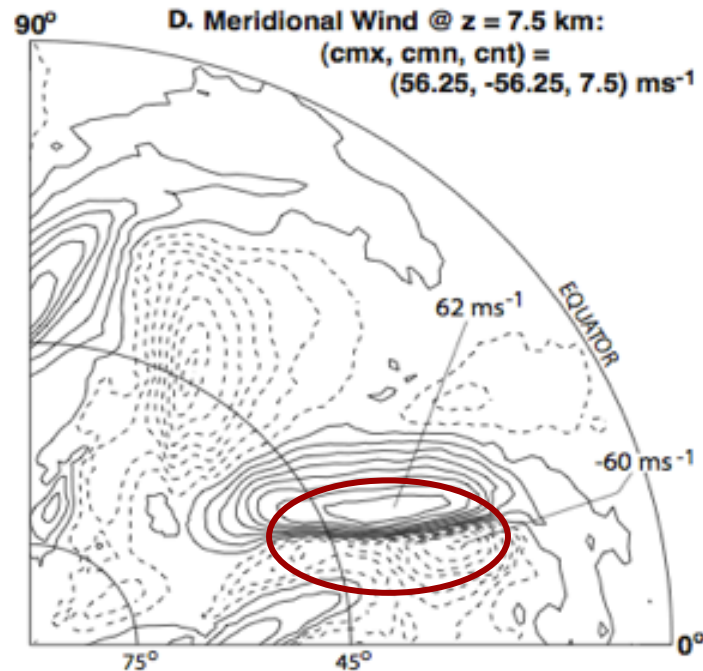 90°
D. Meridional Wind @ z = 7.5 km:
(cmx, cmn, cnt) =
(56.25, -56.25, 7.5) ms⁻¹
EQUATOR
62 ms⁻¹
-60 ms⁻¹
0°
75°
45°